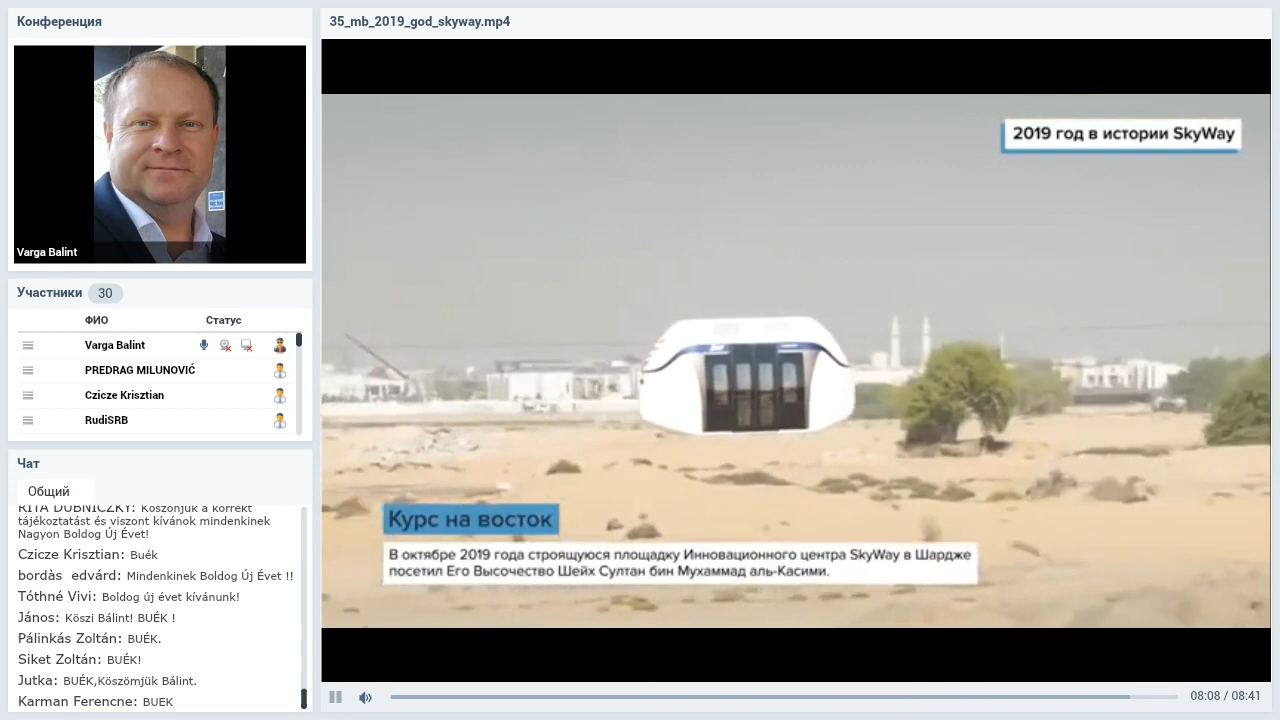 Конференция
Varga Balint
Участники 30
ФИО Статус
Varga Balint
PREDRAG MILUNOVIĆ
Czicze Krisztian
RudiSRB
Чат
Общий
RITA DUBNICZKY: Köszönjük a korrekt
tájékoztatást és viszont kívánok mindenkinek
Nagyon Boldog Új Évet!
Czicze Krisztian: Buék
bordàs edvárd: Mindenkinek Boldog Új Évet !!
Tóthné Vivi: Boldog új évet kívánunk!
János: Köszi Bálint! BUÉK !
Pálinkás Zoltán: BUÉK.
Siket Zoltán: BUÉK!
Jutka: BUÉK,Köszömjük Bálint.
Karman Ferencne: BUEK
35_mb_2019_god_skyway.mp4
2019 год в истории SkyWay
Курс на восток
В октябре 2019 года строящуюся площадку Инновационного центра SkyWay в Шардже
посетил Его Высочество Шейх Султан бин Мухаммад аль-Касими.
08:08 / 08:41